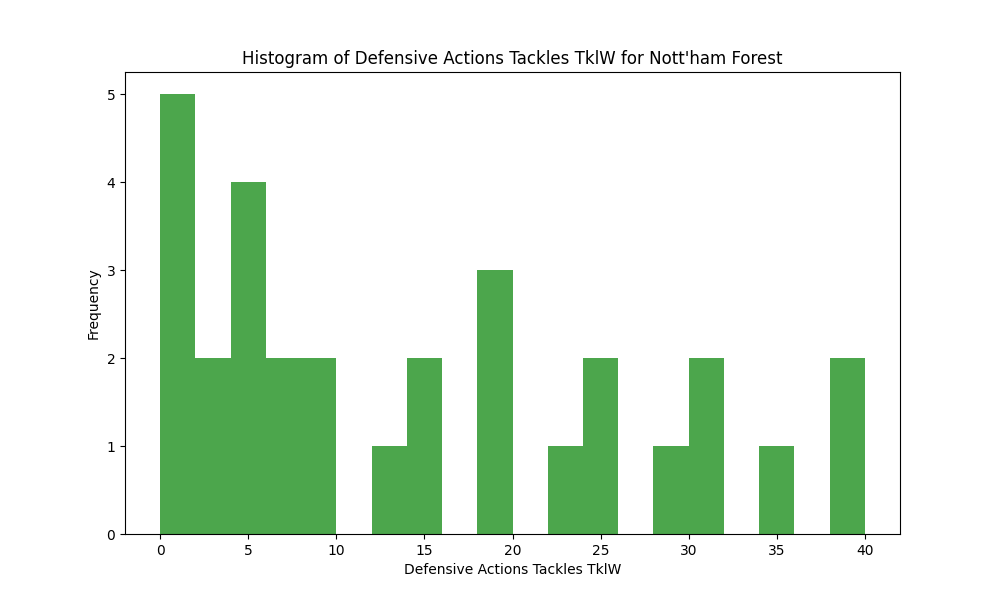 Histogram of Defensive Actions Tackles TklW for Nott'ham Forest
5
4
3
2
1
0
Frequency
0 5 10 15 20 25 30 35 40
Defensive Actions Tackles TklW